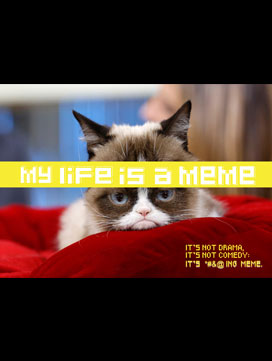 my life is a meme
IT'S NOT DRAMA,
IT'S NOT COMEDY:
IT'S *#&@ING MEME.